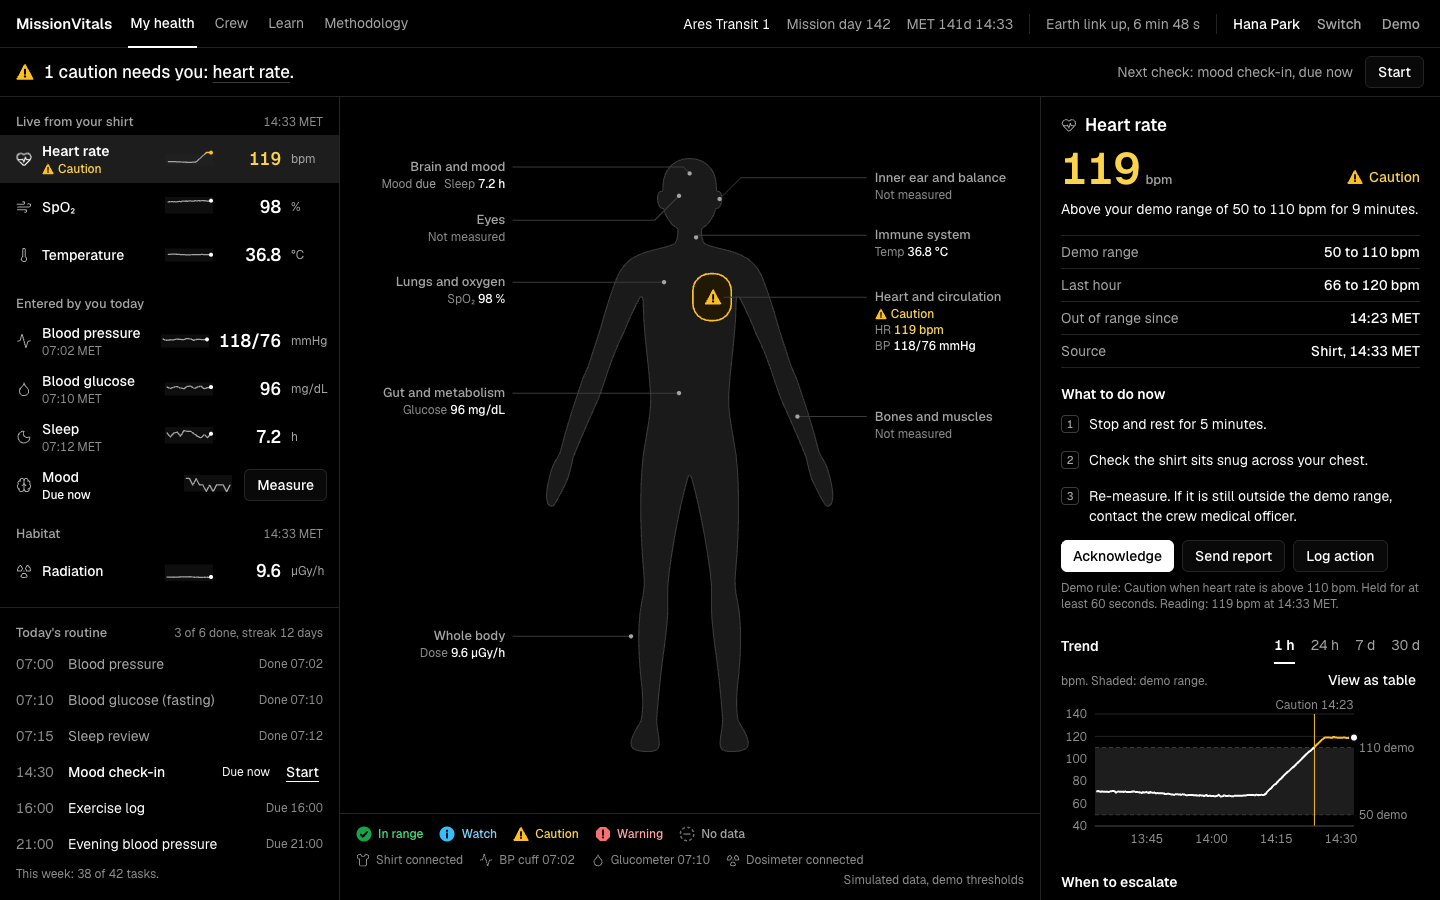 MissionVitals My health Crew Learn Methodology Ares Transit 1 Mission day 142 MET 141d 14:33 Earth link up, 6 min 48 s Hana Park Switch Demo
1 caution needs you: heart rate. Next check: mood check-in, due now Start
Live from your shirt 14:33 MET
Heart rate 119 bpm
Caution
SpO₂ 98 %
Temperature 36.8 °C
Entered by you today
Blood pressure 118/76 mmHg
07:02 MET
Blood glucose 96 mg/dL
07:10 MET
Sleep 7.2 h
07:12 MET
Mood Measure
Due now
Habitat 14:33 MET
Radiation 9.6 µGy/h
Today's routine 3 of 6 done, streak 12 days
07:00 Blood pressure Done 07:02
07:10 Blood glucose (fasting) Done 07:10
07:15 Sleep review Done 07:12
14:30 Mood check-in Due now Start
16:00 Exercise log Due 16:00
21:00 Evening blood pressure Due 21:00
This week: 38 of 42 tasks.
Brain and mood
Mood due Sleep 7.2 h
Eyes
Not measured
Lungs and oxygen
SpO₂ 98 %
Gut and metabolism
Glucose 96 mg/dL
Whole body
Dose 9.6 µGy/h
Inner ear and balance
Not measured
Immune system
Temp 36.8 °C
Heart and circulation
Caution
HR 119 bpm
BP 118/76 mmHg
Bones and muscles
Not measured
In range Watch Caution Warning No data
Shirt connected BP cuff 07:02 Glucometer 07:10 Dosimeter connected
Simulated data, demo thresholds
Heart rate
119 bpm Caution
Above your demo range of 50 to 110 bpm for 9 minutes.
Demo range 50 to 110 bpm
Last hour 66 to 120 bpm
Out of range since 14:23 MET
Source Shirt, 14:33 MET
What to do now
1 Stop and rest for 5 minutes.
2 Check the shirt sits snug across your chest.
3 Re-measure. If it is still outside the demo range,
contact the crew medical officer.
Acknowledge Send report Log action
Demo rule: Caution when heart rate is above 110 bpm. Held for at
least 60 seconds. Reading: 119 bpm at 14:33 MET.
Trend 1 h 24 h 7 d 30 d
bpm. Shaded: demo range. View as table
Caution 14:23
140
120
110 demo
100
80
60
50 demo
40
13:45 14:00 14:15 14:30
When to escalate